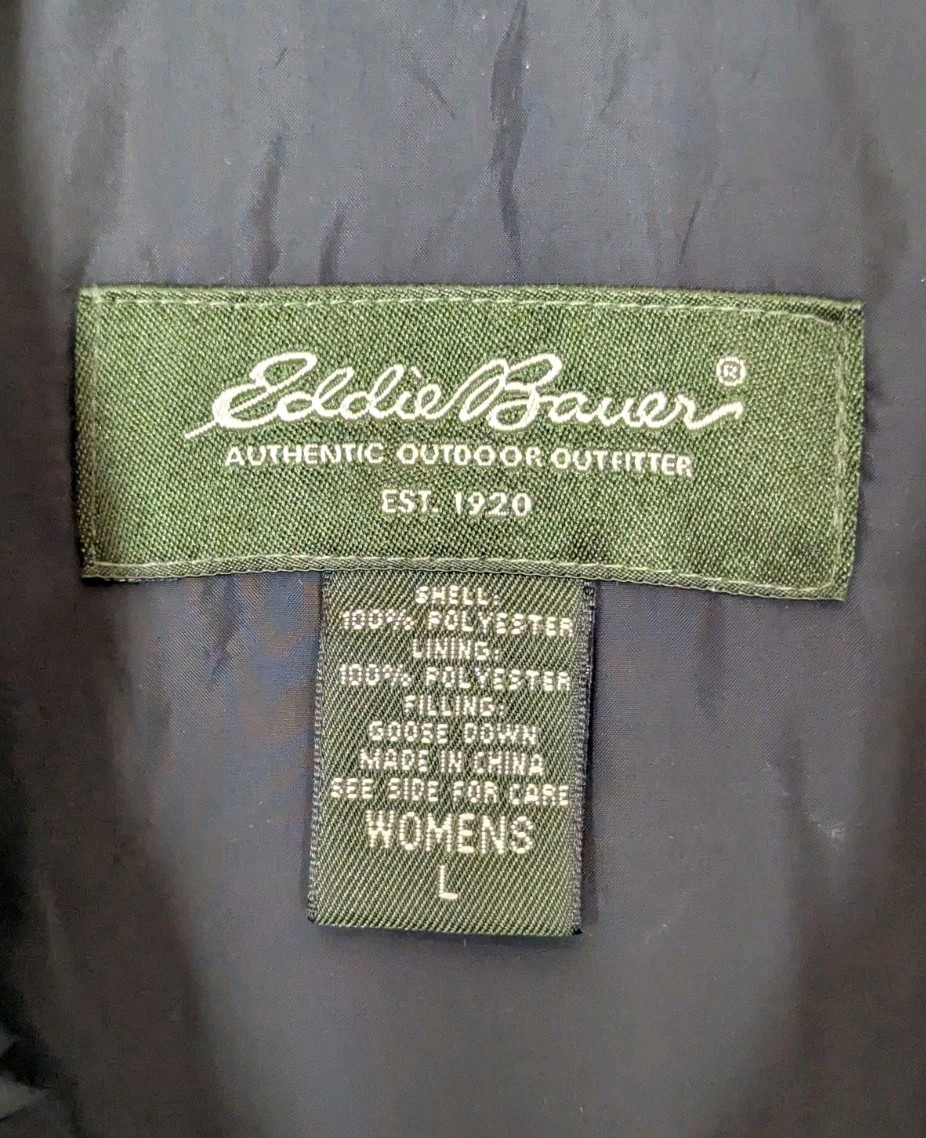 Eddie Bauer®
AUTHENTIC OUTDOOR OUTFITTER
EST. 1920
SHELL:
100% POLYESTER
LINING:
100% POLYESTER
FILLING:
GOOSE DOWN
MADE IN CHINA
SEE SIDE FOR CARE
WOMENS
L